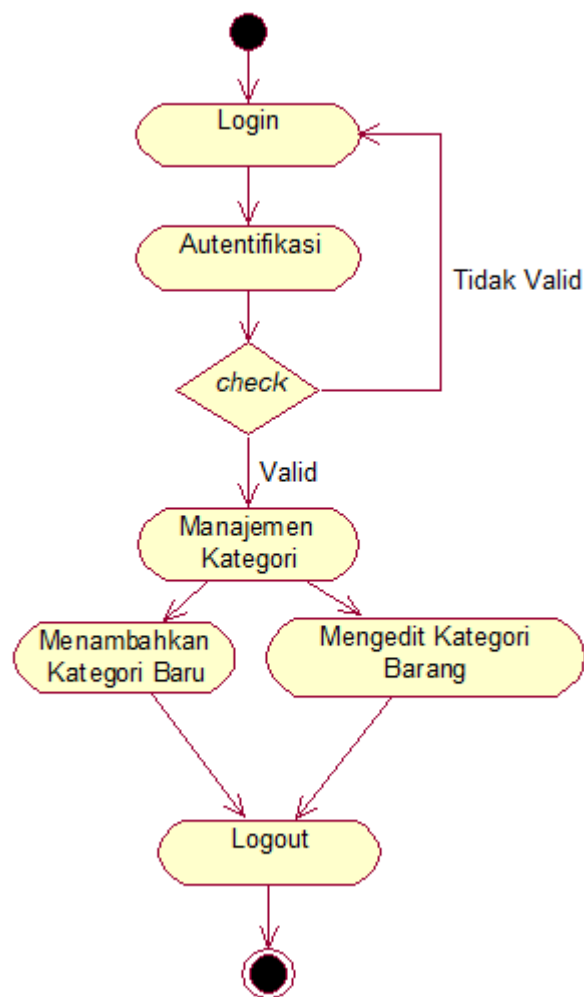 Login
Autentifikasi
Tidak Valid
check
Valid
Manajemen
Kategori
Menambahkan
Kategori Baru
Mengedit Kategori
Barang
Logout